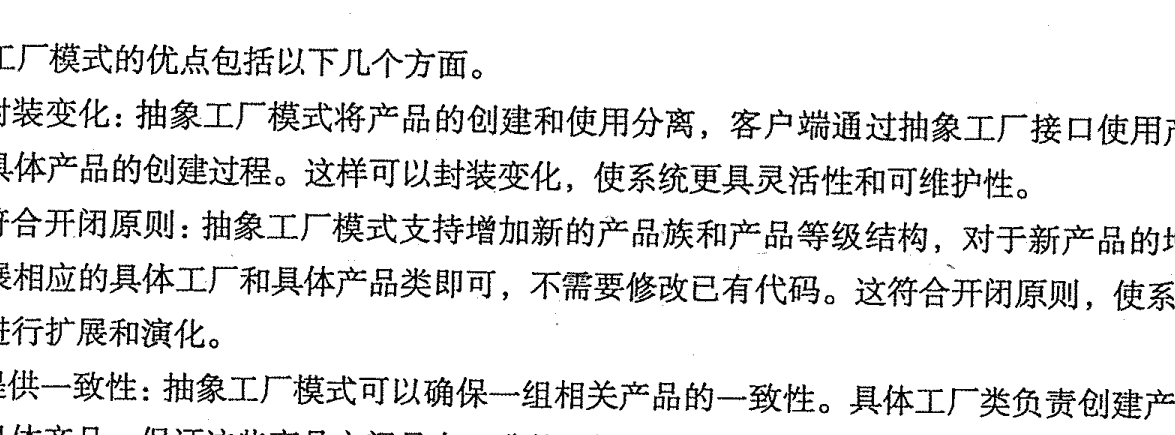 工厂模式的优点包括以下几个方面。
封装变化：抽象工厂模式将产品的创建和使用分离，客户端通过抽象工厂接口使用产
具体产品的创建过程。这样可以封装变化，使系统更具灵活性和可维护性。
符合开闭原则：抽象工厂模式支持增加新的产品族和产品等级结构，对于新产品的增
展相应的具体工厂和具体产品类即可，不需要修改已有代码。这符合开闭原则，使系
进行扩展和演化。
提供一致性：抽象工厂模式可以确保一组相关产品的一致性。具体工厂类负责创建产